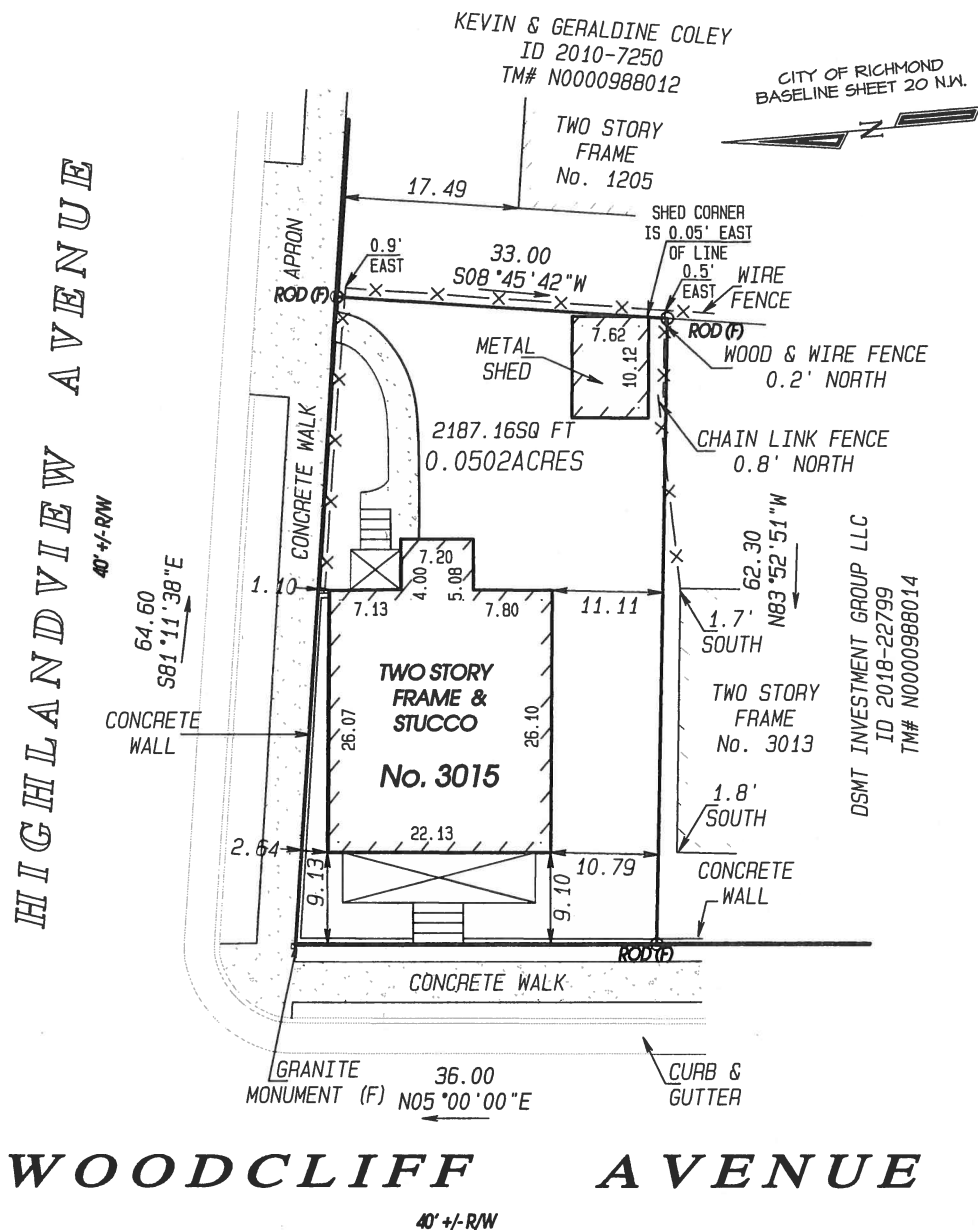 KEVIN & GERALDINE COLEY
ID 2010-7250
TM# N0000988012
CITY OF RICHMOND
BASELINE SHEET 20 N.W.
N
TWO STORY
FRAME
No. 1205
17.49
SHED CORNER
IS 0.05' EAST
OF LINE
0.5'
EAST
WIRE
FENCE
APRON
0.9'
EAST
33.00
S08°45'42"W
ROD (F)
ROD (F)
METAL
SHED
7.62
10.12
WOOD & WIRE FENCE
0.2' NORTH
2187.16SQ FT
0.0502ACRES
CHAIN LINK FENCE
0.8' NORTH
CONCRETE WALK
HIGHLANDVIEW AVENUE
40' +/- R/W
64.60
S81°11'38"E
62.30
N83°52'51"W
DSMT INVESTMENT GROUP LLC
ID 2018-22799
TM# N0000988014
1.10
7.13
7.20
4.00
5.08
7.80
11.11
1.7'
SOUTH
TWO STORY
FRAME &
STUCCO
No. 3015
26.07
26.10
22.13
CONCRETE
WALL
TWO STORY
FRAME
No. 3013
1.8'
SOUTH
2.64
9.13
9.10
10.79
CONCRETE
WALL
ROD (F)
CONCRETE WALK
GRANITE
MONUMENT (F)
36.00
N05°00'00"E
CURB &
GUTTER
WOODCLIFF AVENUE
40' +/- R/W